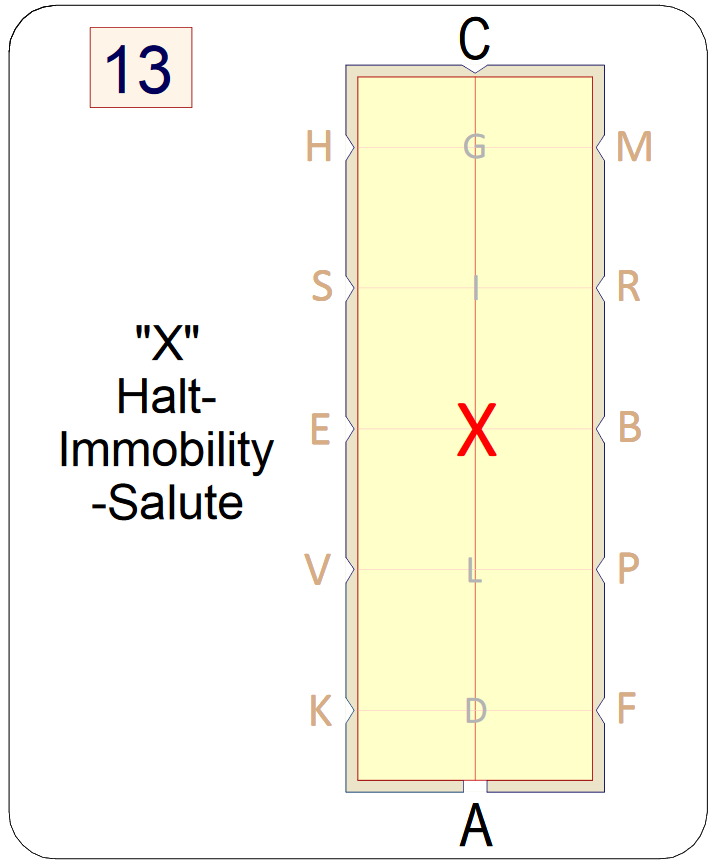 C
13
H G M
S I R
"X"
Halt-
Immobility
-Salute
E X B
V L P
K D F
A